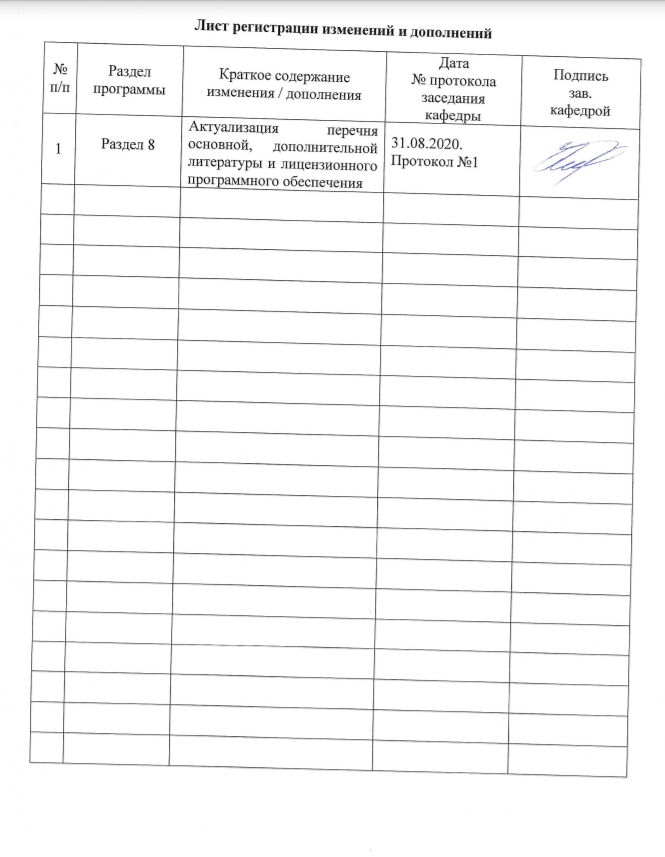 Лист регистрации изменений и дополнений
№
п/п
Раздел
программы
Краткое содержание
изменения / дополнения
Дата
№ протокола
заседания
кафедры
Подпись
зав.
кафедрой
1
Раздел 8
Актуализация перечня
основной, дополнительной
литературы и лицензионного
программного обеспечения
31.08.2020.
Протокол №1